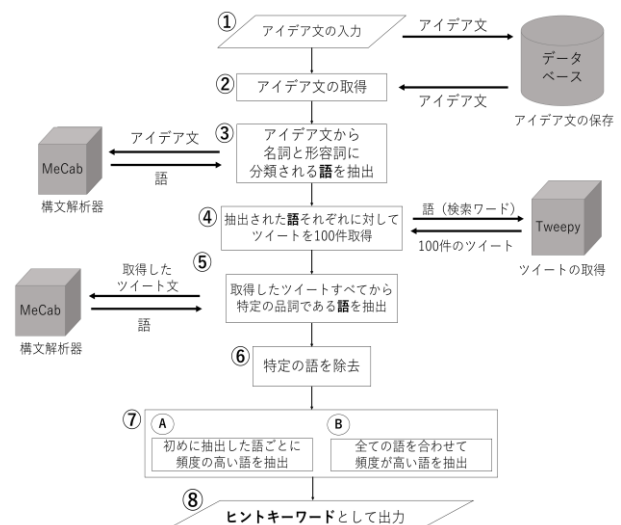 ①
アイデア文の入力
アイデア文
データ
ベース
アイデア文の保存
②
アイデア文の取得
アイデア文
③
アイデア文から
名詞と形容詞に
分類される語を抽出
アイデア文
語
MeCab
構文解析器
④
抽出された語それぞれに対して
ツイートを100件取得
語（検索ワード）
100件のツイート
Tweepy
ツイートの取得
⑤
取得したツイートすべてから
特定の品詞である語を抽出
取得した
ツイート文
語
MeCab
構文解析器
⑥
特定の語を除去
⑦
A
初めに抽出した語ごとに
頻度の高い語を抽出
B
全ての語を合わせて
頻度が高い語を抽出
⑧
ヒントキーワードとして出力